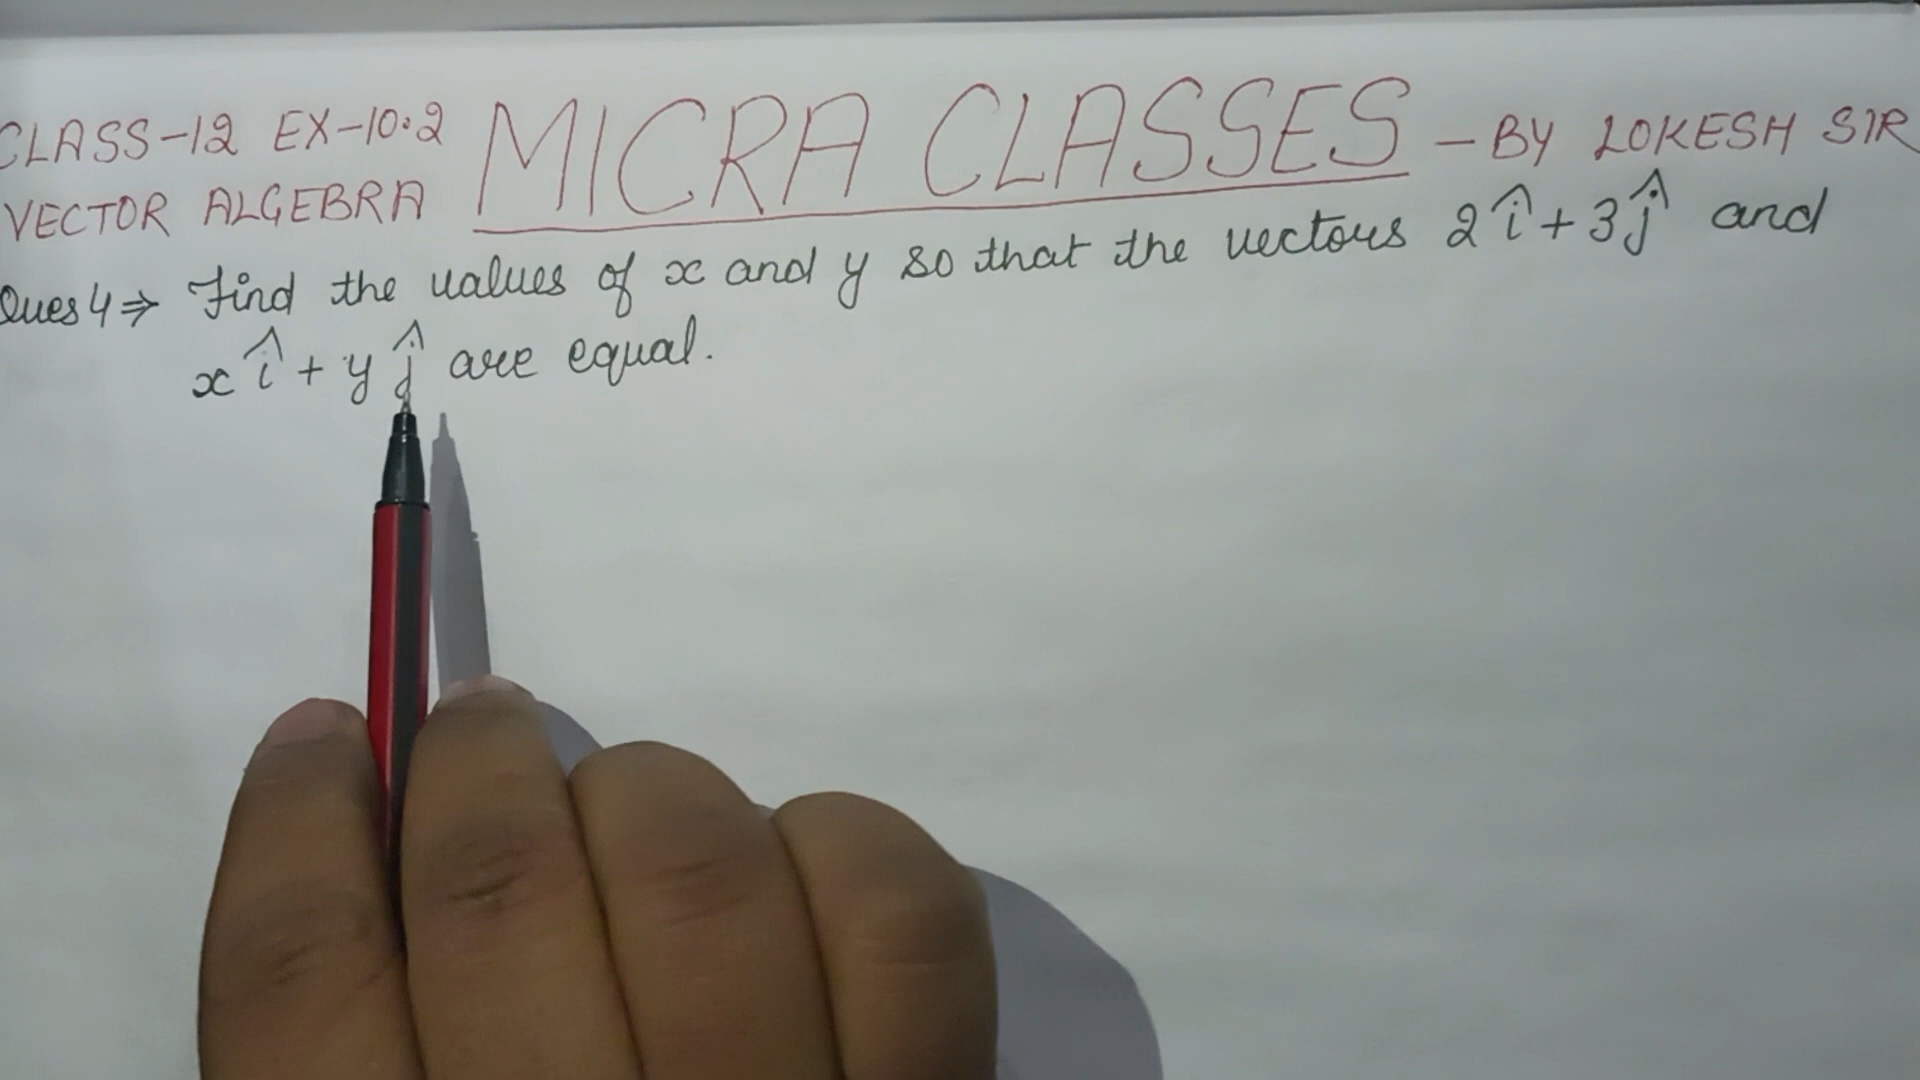 CLASS-12 EX-10.2 MICRA CLASSES - BY LOKESH SIR
VECTOR ALGEBRA
Ques 4⇒ Find the values of x and y so that the vectors 2î + 3ĵ and
xî + yĵ are equal.